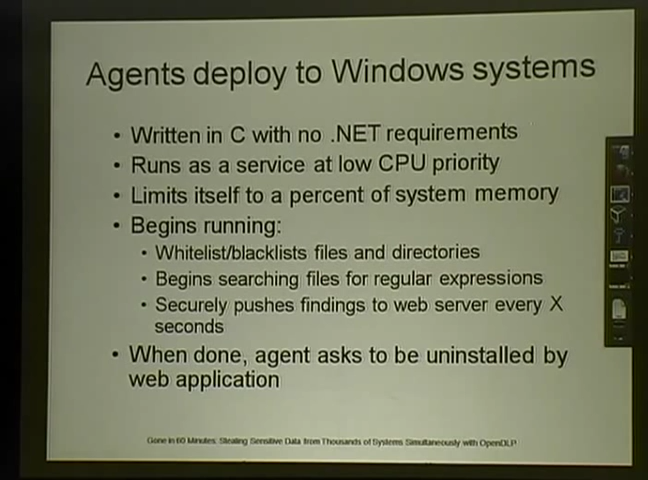 Agents deploy to Windows systems
• Written in C with no .NET requirements
• Runs as a service at low CPU priority
• Limits itself to a percent of system memory
• Begins running:
• Whitelist/blacklists files and directories
• Begins searching files for regular expressions
• Securely pushes findings to web server every X
seconds
• When done, agent asks to be uninstalled by
web application
Gone in 60 Minutes: Stealing Sensitive Data from Thousands of Systems Simultaneously with OpenDLP